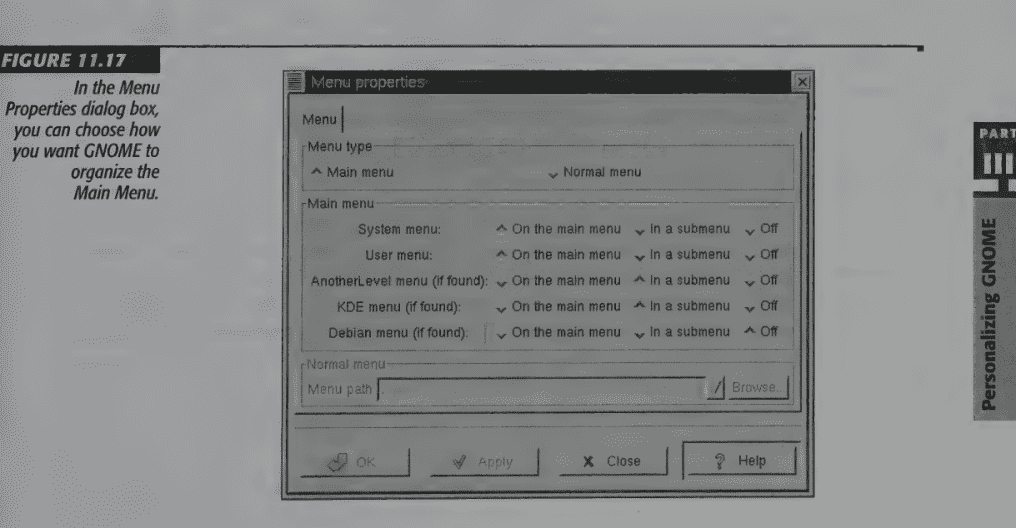 FIGURE 11.17
In the Menu
Properties dialog box,
you can choose how
you want GNOME to
organize the
Main Menu.
Menu properties
Menu
Menu type
Main menu Normal menu
Main menu
System menu: On the main menu In a submenu Off
User menu: On the main menu In a submenu Off
AnotherLevel menu (if found): On the main menu In a submenu Off
KDE menu (if found): On the main menu In a submenu Off
Debian menu (if found): On the main menu In a submenu Off
Normal menu
Menu path / Browse...
OK Apply Close ? Help
PART
III
Personalizing GNOME